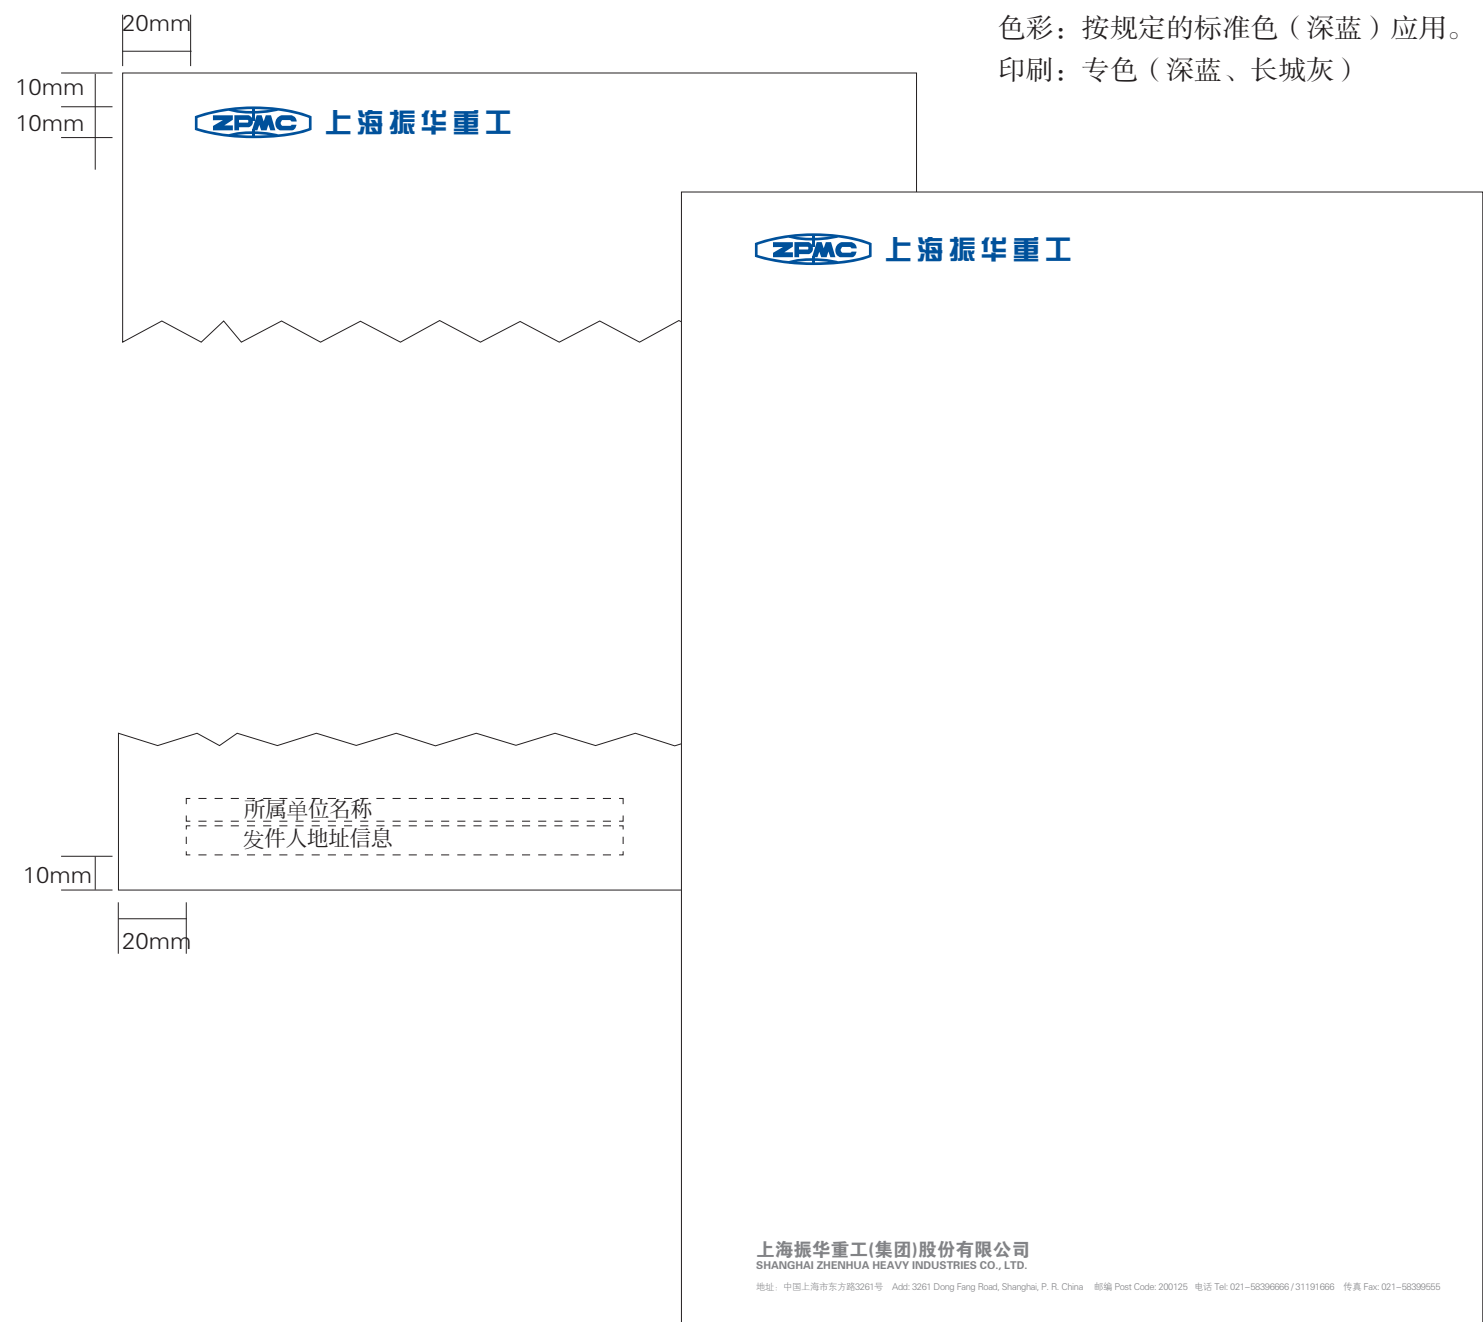 20mm
色彩：按规定的标准色（深蓝）应用。
印刷：专色（深蓝、长城灰）
10mm
10mm
ZPMC 上海振华重工
ZPMC 上海振华重工
所属单位名称
发件人地址信息
10mm
20mm
上海振华重工(集团)股份有限公司
SHANGHAI ZHENHUA HEAVY INDUSTRIES CO., LTD.
地址：中国上海市东方路3261号 Add: 3261 Dong Fang Road, Shanghai, P. R. China 邮编 Post Code: 200125 电话 Tel: 021-58396666 / 31191666 传真 Fax: 021-58399555